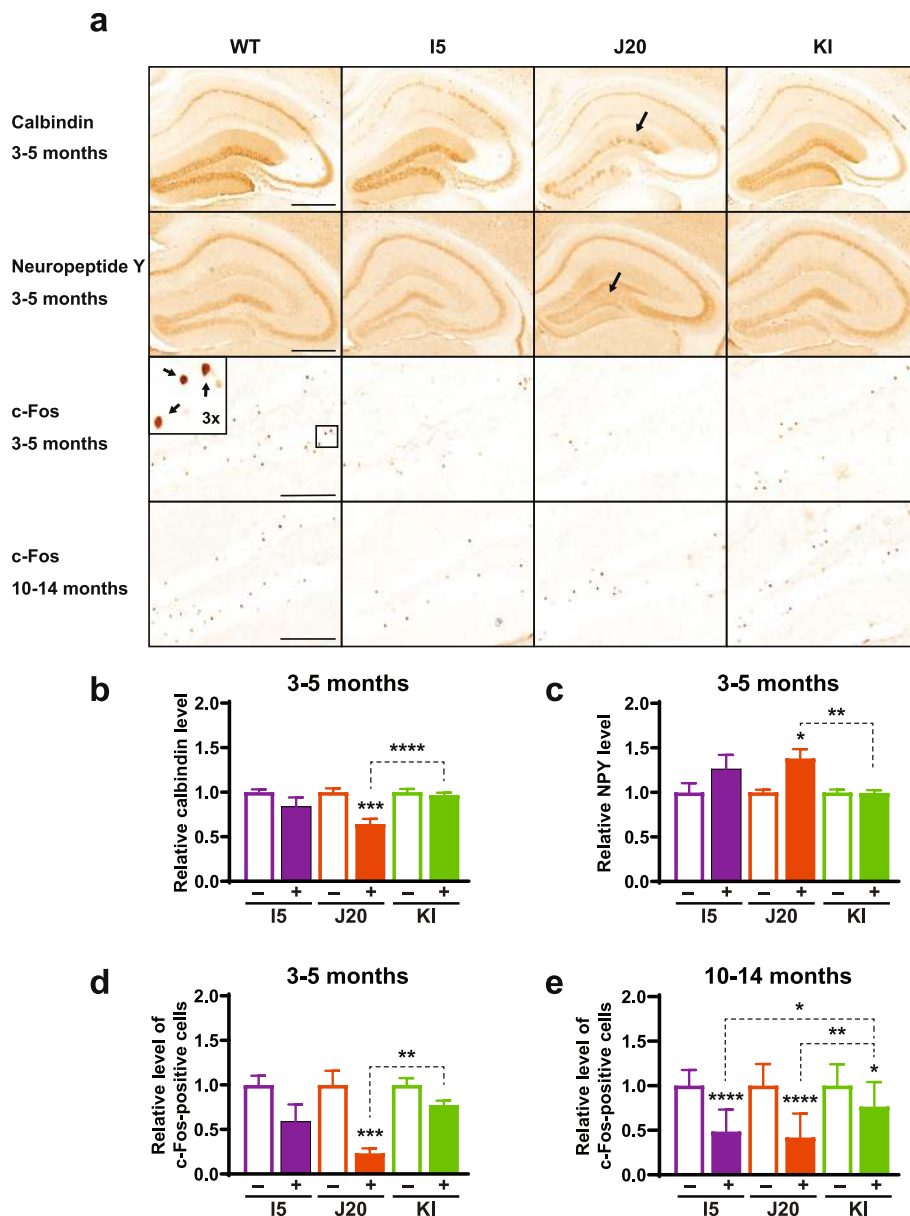 a
WT I5 J20 KI
Calbindin
3-5 months
Neuropeptide Y
3-5 months
3x
c-Fos
3-5 months
c-Fos
10-14 months
b 3-5 months
Relative calbindin level
2.0
1.5
1.0
0.5
0.0
****
***
– + – + – +
I5 J20 KI
c 3-5 months
Relative NPY level
2.0
1.5
1.0
0.5
0.0
**
*
– + – + – +
I5 J20 KI
d 3-5 months
Relative level of
c-Fos-positive cells
2.0
1.5
1.0
0.5
0.0
**
***
– + – + – +
I5 J20 KI
e 10-14 months
Relative level of
c-Fos-positive cells
2.0
1.5
1.0
0.5
0.0
*
**
*
**** ****
– + – + – +
I5 J20 KI